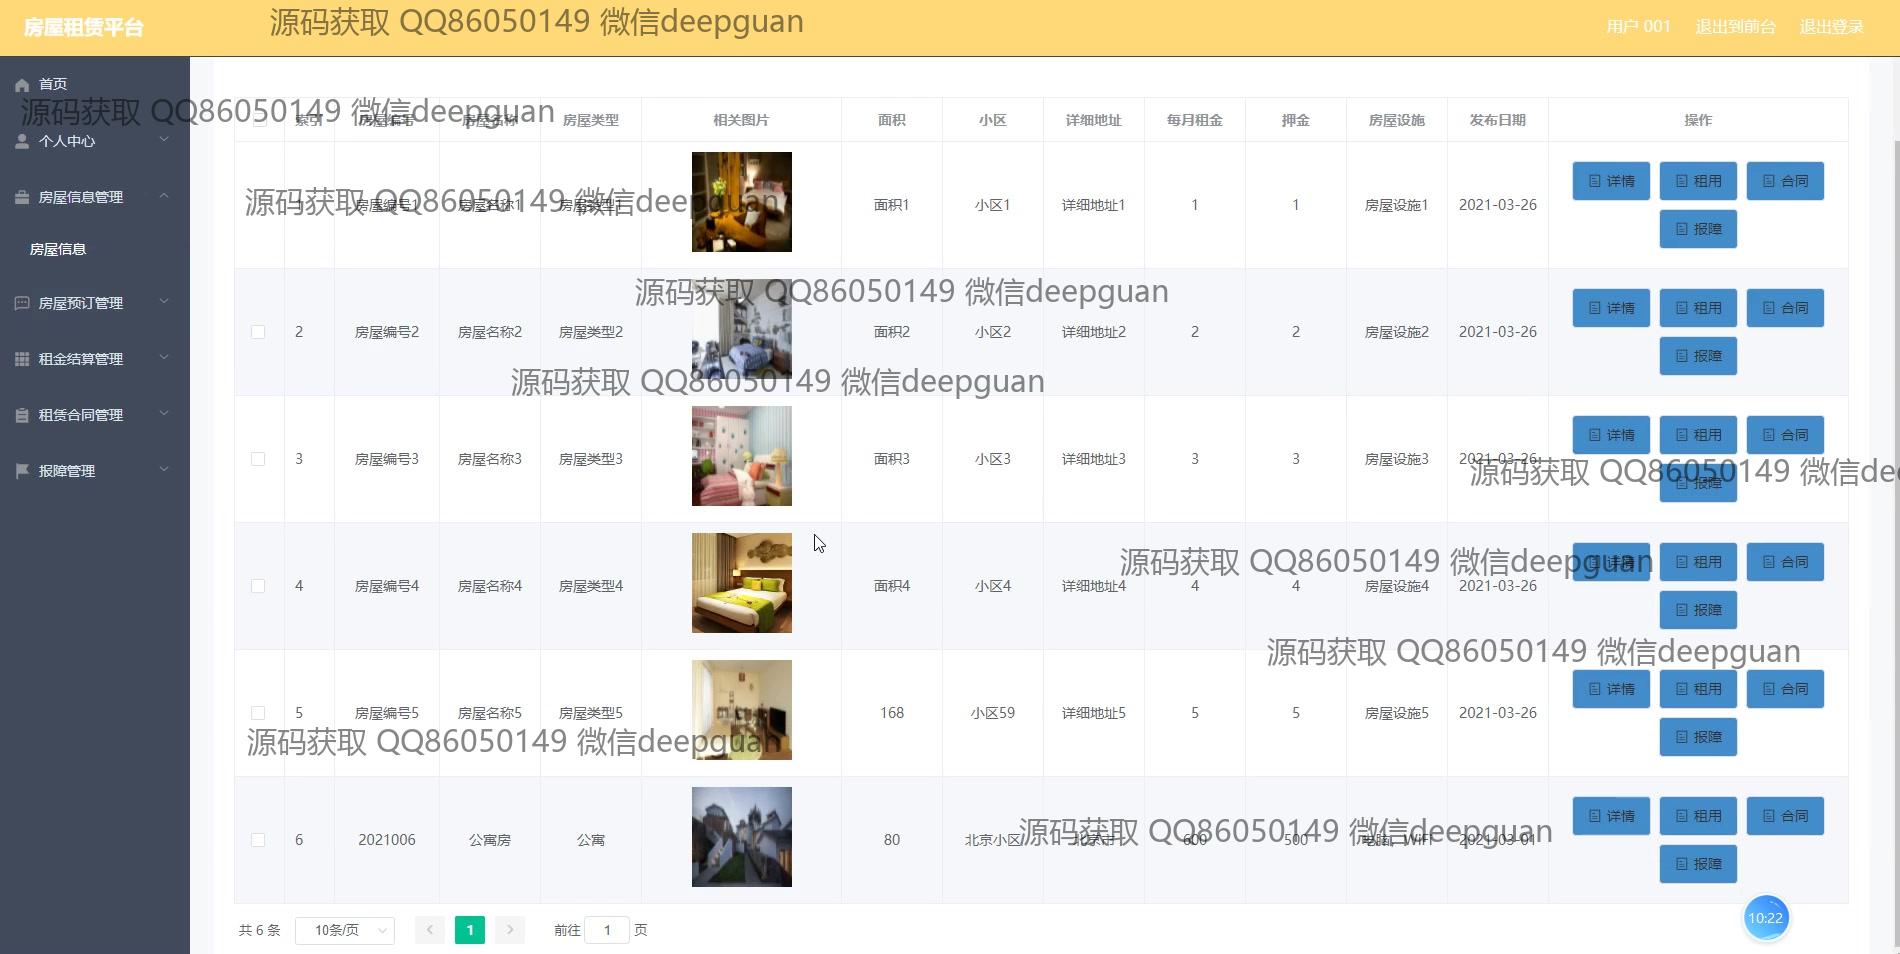 房屋租赁平台
源码获取 QQ86050149 微信deepguan
用户 001 退出到前台 退出登录
首页
源码获取 QQ86050149 微信deepguan
个人中心
房屋信息管理
房屋信息
房屋预订管理
租金结算管理
租赁合同管理
报障管理
索引 房屋编号 房屋名称 房屋类型 相关图片 面积 小区 详细地址 每月租金 押金 房屋设施 发布日期 操作
源码获取 QQ86050149 微信deepguan
1 房屋编号1 房屋名称1 房屋类型1 面积1 小区1 详细地址1 1 1 房屋设施1 2021-03-26 详情 租用 合同
报障
源码获取 QQ86050149 微信deepguan
2 房屋编号2 房屋名称2 房屋类型2 面积2 小区2 详细地址2 2 2 房屋设施2 2021-03-26 详情 租用 合同
报障
源码获取 QQ86050149 微信deepguan
3 房屋编号3 房屋名称3 房屋类型3 面积3 小区3 详细地址3 3 3 房屋设施3 2021-03-26 详情 租用 合同
报障
源码获取 QQ86050149 微信dee
源码获取 QQ86050149 微信deepguan
4 房屋编号4 房屋名称4 房屋类型4 面积4 小区4 详细地址4 4 4 房屋设施4 2021-03-26 详情 租用 合同
报障
源码获取 QQ86050149 微信deepguan
5 房屋编号5 房屋名称5 房屋类型5 168 小区59 详细地址5 5 5 房屋设施5 2021-03-26 详情 租用 合同
报障
源码获取 QQ86050149 微信deepguan
6 2021006 公寓房 公寓 80 北京小区 北京市 600 500 电脑，WiFi 2021-03-01 详情 租用 合同
报障
源码获取 QQ86050149 微信deepguan
共 6 条 10条/页 1 前往 1 页
10:22